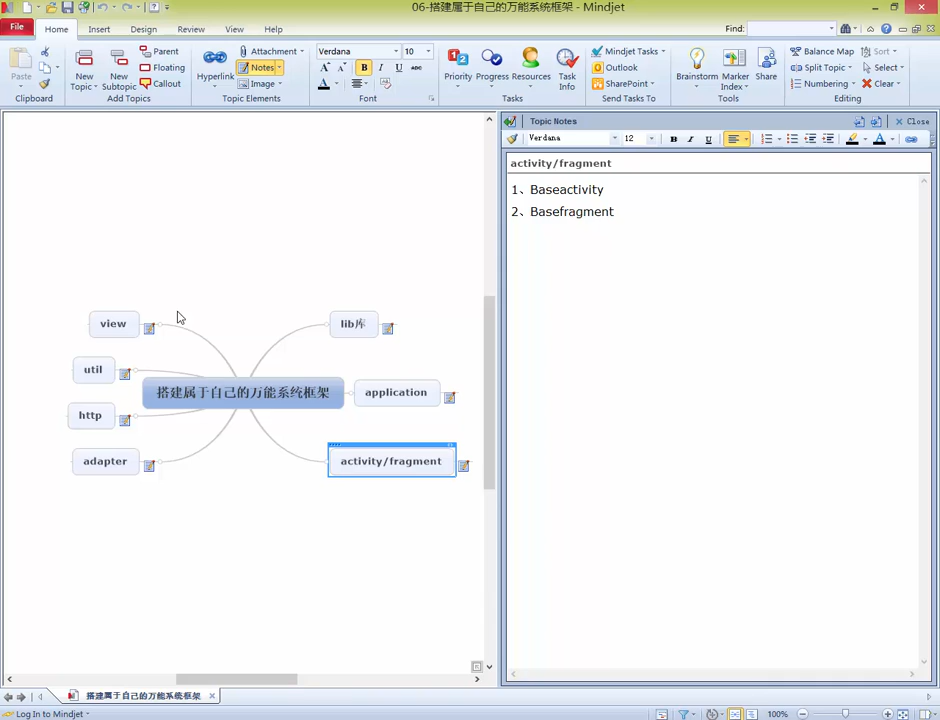 06-搭建属于自己的万能系统框架 - Mindjet
File Home Insert Design Review View Help Find:
Paste
Clipboard
New Topic New Subtopic Parent Floating Callout
Add Topics
Hyperlink Attachment Notes Image
Topic Elements
Verdana 10
B I U ABC
A
Font
Priority Progress Resources Task Info
Tasks
Mindjet Tasks
Outlook
SharePoint
Send Tasks To
Brainstorm Marker Index Share
Tools
Balance Map Sort
Split Topic Select
Numbering Clear
Editing
Topic Notes Close
Verdana 12 B I U A
activity/fragment
1、Baseactivity
2、Basefragment
view
util
http
adapter
搭建属于自己的万能系统框架
lib库
application
activity/fragment
搭建属于自己的万能系统框架
Log In to Mindjet 100%